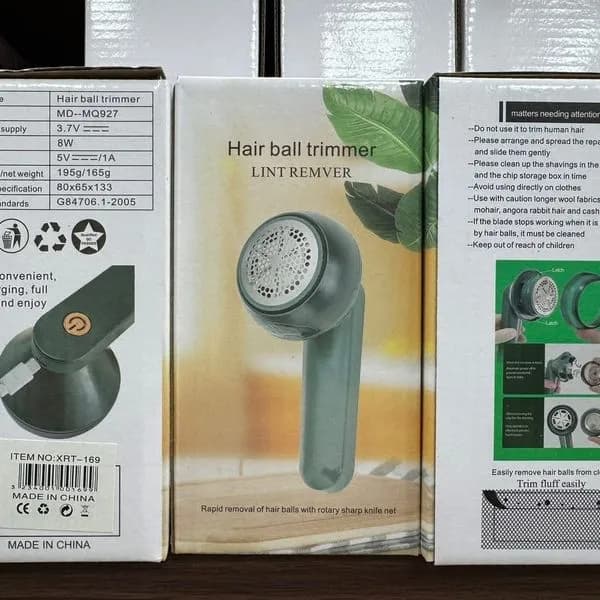 Hair ball trimmer
MD--MQ927
supply 3.7V
8W
5V /1A
/net weight 195g/165g
ecification 80x65x133
andards G84706.1-2005
onvenient,
rging, full
nd enjoy
ITEM NO:XRT-169
MADE IN CHINA
CE
MADE IN CHINA
Hair ball trimmer
LINT REMVER
Rapid removal of hair balls with rotary sharp knife net
matters needing attention
--Do not use it to trim human hair
--Please arrange and spread the repa
and slide them gently
--Please clean up the shavings in the
and the chip storage box in time
--Avoid using directly on clothes
--Use with caution longer wool fabrics
mohair, angora rabbit hair and cash
--If the blade stops working when it is
by hair balls, it must be cleaned
--Keep out of reach of children
Latch
Latch
Easily remove hair balls from cl
Trim fluff easily